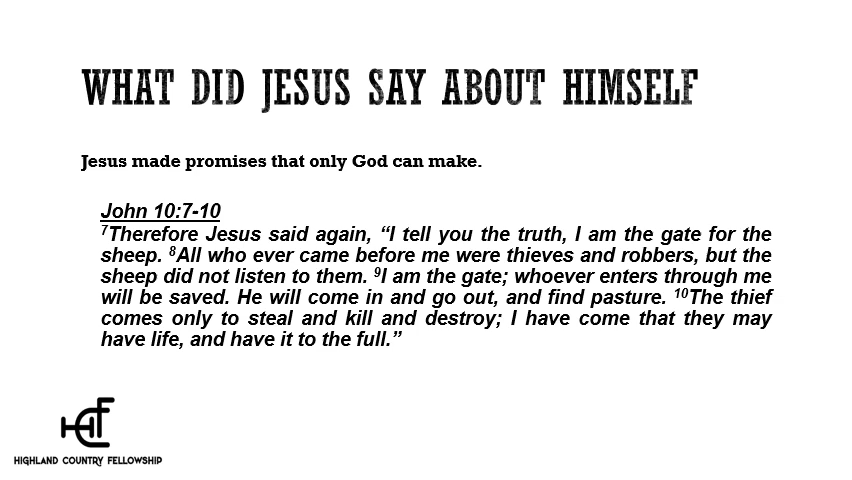 WHAT DID JESUS SAY ABOUT HIMSELF
Jesus made promises that only God can make.
John 10:7-10
⁷Therefore Jesus said again, “I tell you the truth, I am the gate for the
sheep. ⁸All who ever came before me were thieves and robbers, but the
sheep did not listen to them. ⁹I am the gate; whoever enters through me
will be saved. He will come in and go out, and find pasture. ¹⁰The thief
comes only to steal and kill and destroy; I have come that they may
have life, and have it to the full.”
HCF
HIGHLAND COUNTRY FELLOWSHIP